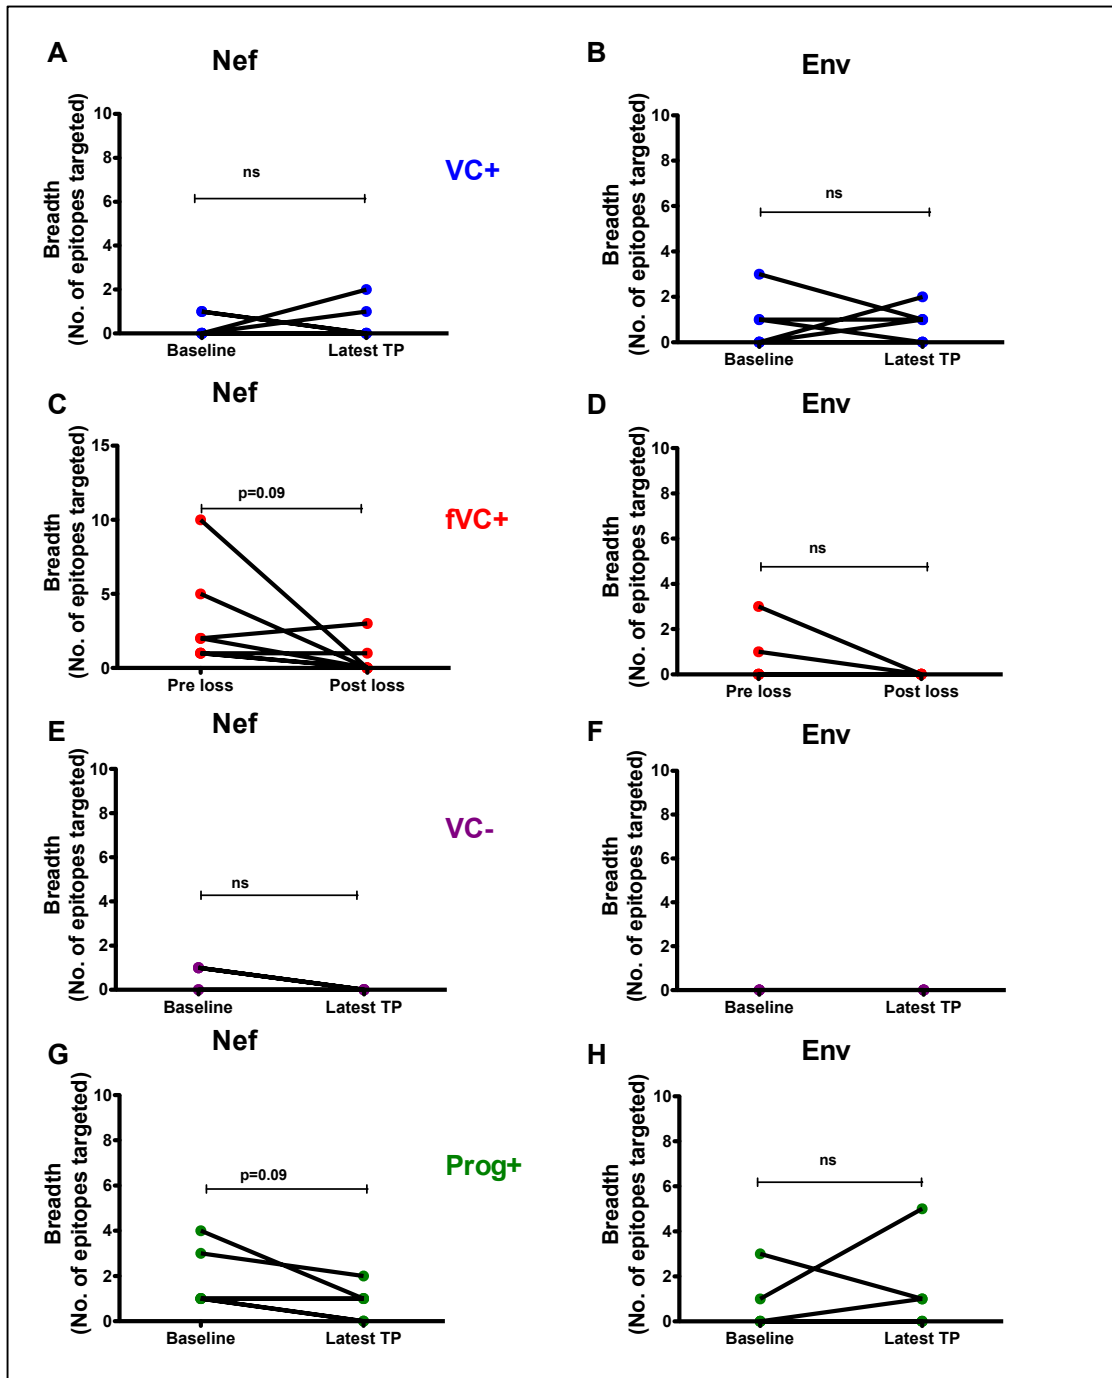 A
Nef
Breadth
(No. of epitopes targeted)
10
8
6
4
2
0
ns
Baseline
Latest TP
VC+
B
Env
Breadth
(No. of epitopes targeted)
10
8
6
4
2
0
ns
Baseline
Latest TP
C
Nef
Breadth
(No. of epitopes targeted)
15
10
5
0
p=0.09
Pre loss
Post loss
fVC+
D
Env
Breadth
(No. of epitopes targeted)
10
8
6
4
2
0
ns
Pre loss
Post loss
E
Nef
Breadth
(No. of epitopes targeted)
10
8
6
4
2
0
ns
Baseline
Latest TP
VC-
F
Env
Breadth
(No. of epitopes targeted)
10
8
6
4
2
0
Baseline
Latest TP
G
Nef
Breadth
(No. of epitopes targeted)
10
8
6
4
2
0
p=0.09
Baseline
Latest TP
Prog+
H
Env
Breadth
(No. of epitopes targeted)
10
8
6
4
2
0
ns
Baseline
Latest TP